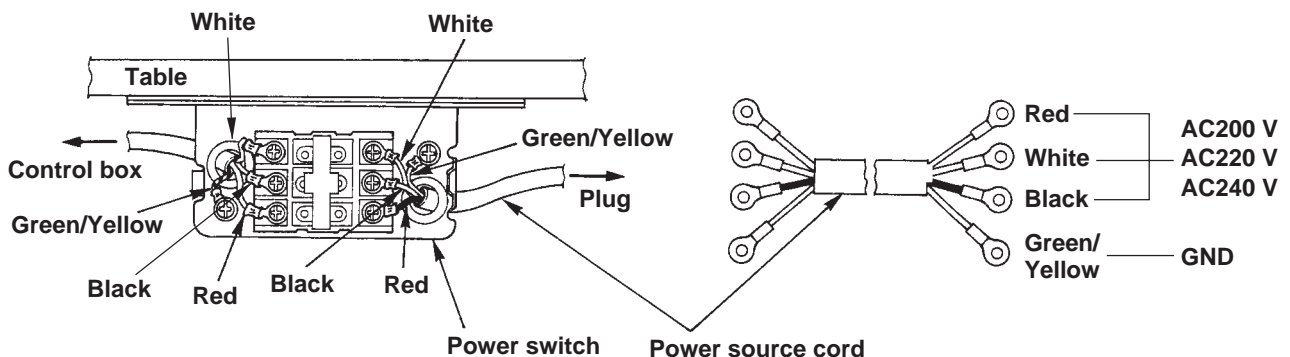 White
White
Table
Control box
Green/Yellow
Green/Yellow
Plug
Black
Red
Black
Red
Power switch
Power source cord
Red
White
Black
Green/
Yellow
AC200 V
AC220 V
AC240 V
GND